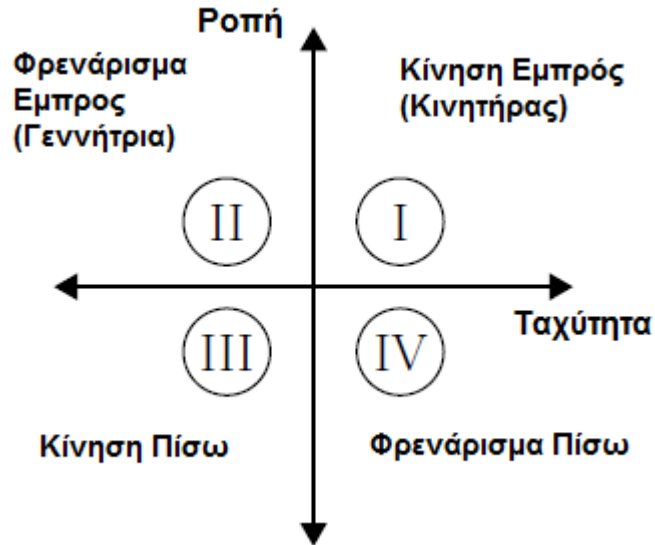 Ροπή
Φρενάρισμα
Εμπρος
(Γεννήτρια)
Κίνηση Εμπρός
(Κινητήρας)
II
I
Ταχύτητα
III
IV
Κίνηση Πίσω
Φρενάρισμα Πίσω